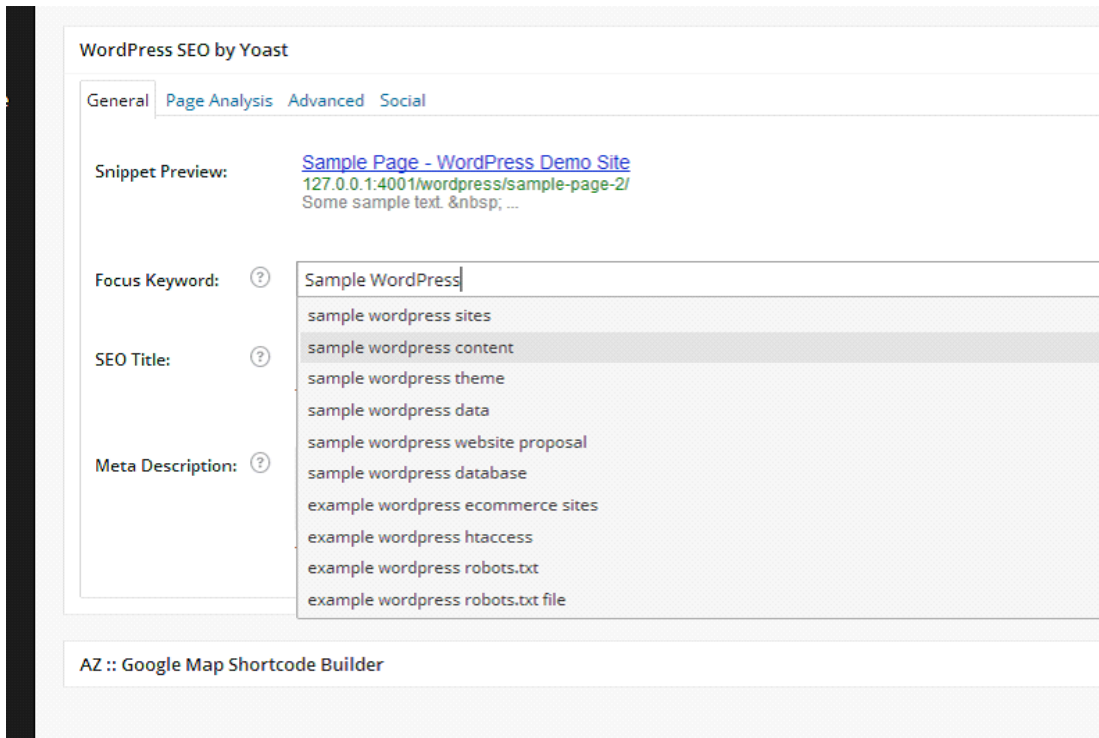 WordPress SEO by Yoast
General Page Analysis Advanced Social
Snippet Preview:
Sample Page - WordPress Demo Site
127.0.0.1:4001/wordpress/sample-page-2/
Some sample text. &nbsp; ...
Focus Keyword: ? Sample WordPress
sample wordpress sites
SEO Title: ?
sample wordpress content
sample wordpress theme
sample wordpress data
sample wordpress website proposal
Meta Description: ?
sample wordpress database
example wordpress ecommerce sites
example wordpress htaccess
example wordpress robots.txt
example wordpress robots.txt file
AZ :: Google Map Shortcode Builder